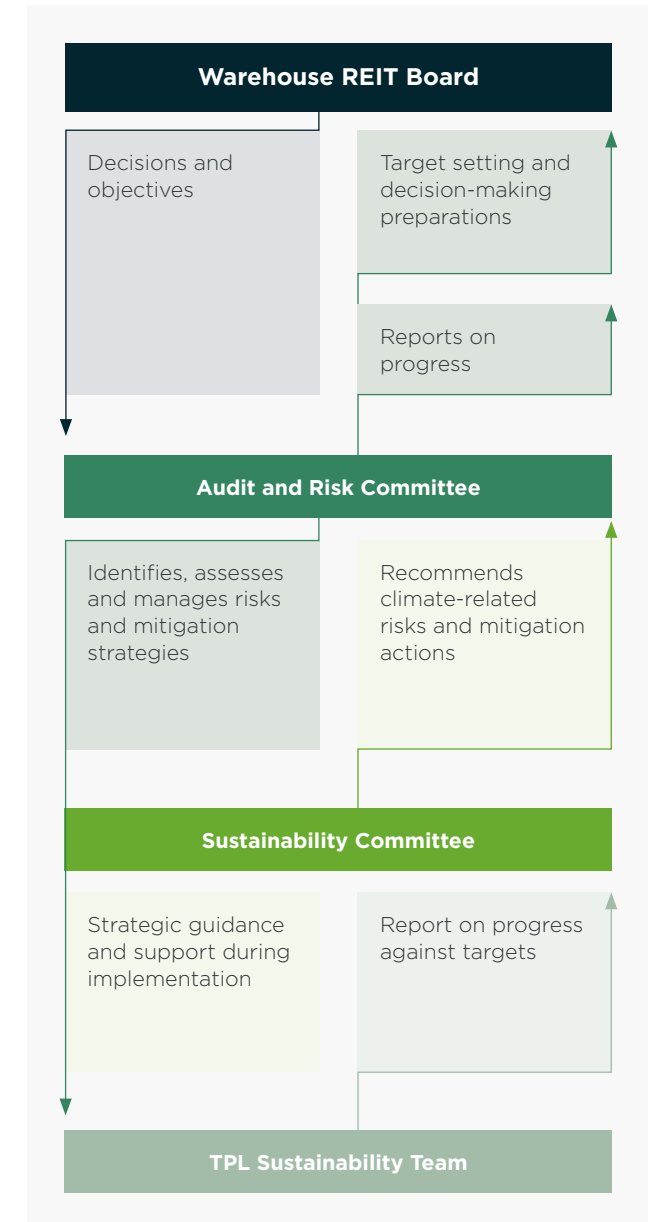 Warehouse REIT Board
Decisions and
objectives
Target setting and
decision-making
preparations
Reports on
progress
Audit and Risk Committee
Identifies, assesses
and manages risks
and mitigation
strategies
Recommends
climate-related
risks and mitigation
actions
Sustainability Committee
Strategic guidance
and support during
implementation
Report on progress
against targets
TPL Sustainability Team